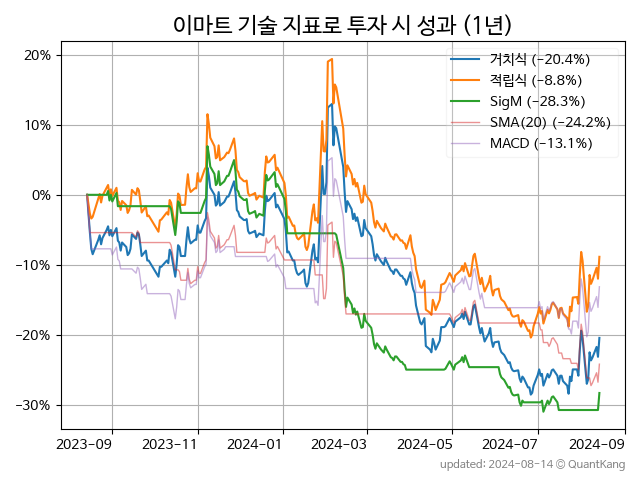 이마트 기술 지표로 투자 시 성과 (1년)
20%
10%
0%
−10%
−20%
−30%
거치식 (−20.4%)
적립식 (−8.8%)
SigM (−28.3%)
SMA(20) (−24.2%)
MACD (−13.1%)
2023-09
2023-11
2024-01
2024-03
2024-05
2024-07
2024-09
updated: 2024-08-14 © QuantKang